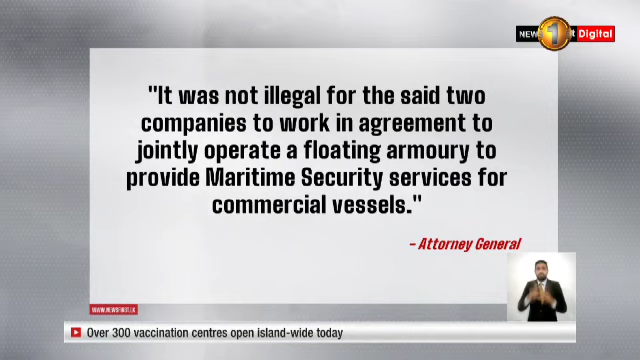 NEWS 1st Digital
"It was not illegal for the said two
companies to work in agreement to
jointly operate a floating armoury to
provide Maritime Security services for
commercial vessels."
- Attorney General
WWW.NEWSFIRST.LK
Over 300 vaccination centres open island-wide today